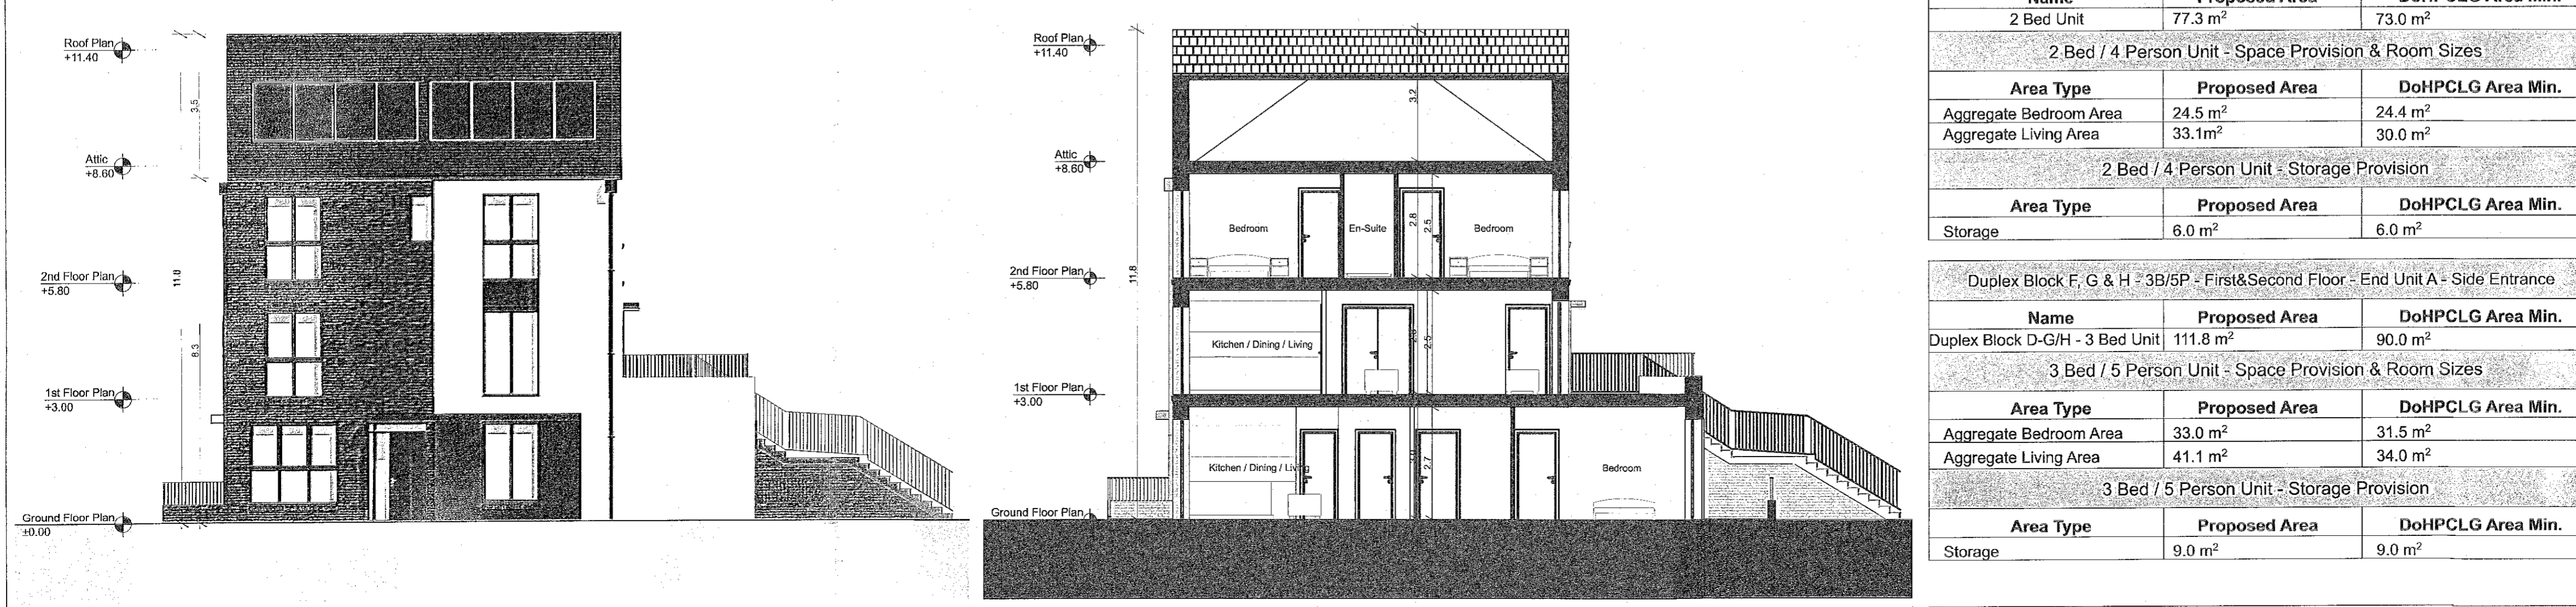 Roof Plan
+11.40
3.5
Attic
+8.60
2nd Floor Plan
+5.80
11.8
8.3
1st Floor Plan
+3.00
Ground Floor Plan
±0.00
Roof Plan
+11.40
3.2
Attic
+8.60
Bedroom
En-Suite
2.8
2.5
Bedroom
2nd Floor Plan
+5.80
11.8
Kitchen / Dining / Living
2.5
1st Floor Plan
+3.00
Kitchen / Dining / Living
2.7
Bedroom
Ground Floor Plan
Name Proposed Area DoHPCLG Area Min.
2 Bed Unit 77.3 m² 73.0 m²
2 Bed / 4 Person Unit - Space Provision & Room Sizes
Area Type Proposed Area DoHPCLG Area Min.
Aggregate Bedroom Area 24.5 m² 24.4 m²
Aggregate Living Area 33.1m² 30.0 m²
2 Bed / 4 Person Unit - Storage Provision
Area Type Proposed Area DoHPCLG Area Min.
Storage 6.0 m² 6.0 m²
Duplex Block F, G & H - 3B/5P - First&Second Floor - End Unit A - Side Entrance
Name Proposed Area DoHPCLG Area Min.
Duplex Block D-G/H - 3 Bed Unit 111.8 m² 90.0 m²
3 Bed / 5 Person Unit - Space Provision & Room Sizes
Area Type Proposed Area DoHPCLG Area Min.
Aggregate Bedroom Area 33.0 m² 31.5 m²
Aggregate Living Area 41.1 m² 34.0 m²
3 Bed / 5 Person Unit - Storage Provision
Area Type Proposed Area DoHPCLG Area Min.
Storage 9.0 m² 9.0 m²